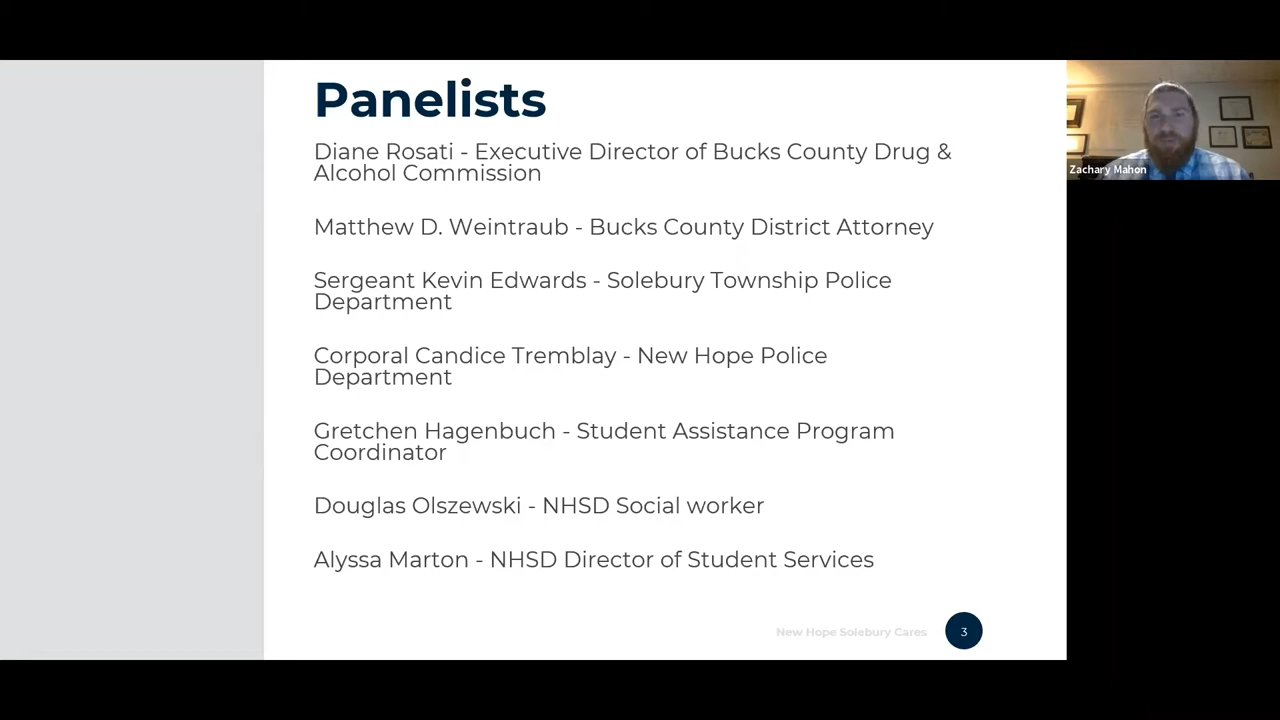 Panelists
Diane Rosati - Executive Director of Bucks County Drug &
Alcohol Commission
Matthew D. Weintraub - Bucks County District Attorney
Sergeant Kevin Edwards - Solebury Township Police
Department
Corporal Candice Tremblay - New Hope Police
Department
Gretchen Hagenbuch - Student Assistance Program
Coordinator
Douglas Olszewski - NHSD Social worker
Alyssa Marton - NHSD Director of Student Services
New Hope Solebury Cares
3
Zachary Mahon